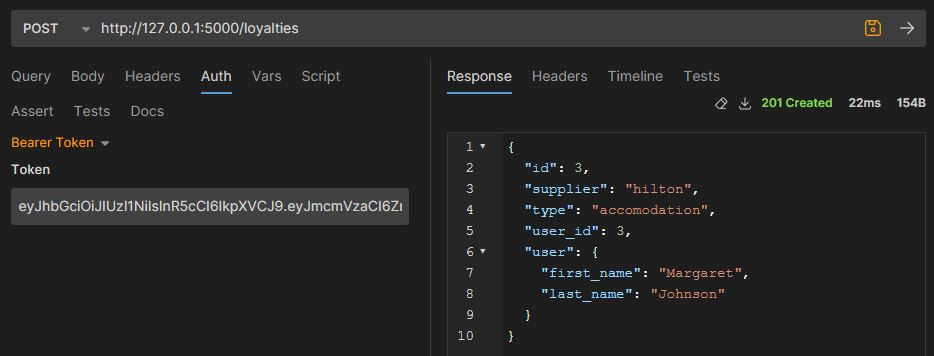 POST http://127.0.0.1:5000/loyalties
Query Body Headers Auth Vars Script
Assert Tests Docs
Bearer Token
Token
eyJhbGciOiJIUzI1NiIsInR5cCI6IkpXVCJ9.eyJmcmVzaCI6Zr
Response Headers Timeline Tests
201 Created 22ms 154B
1 {
2 "id": 3,
3 "supplier": "hilton",
4 "type": "accomodation",
5 "user_id": 3,
6 "user": {
7 "first_name": "Margaret",
8 "last_name": "Johnson"
9 }
10 }